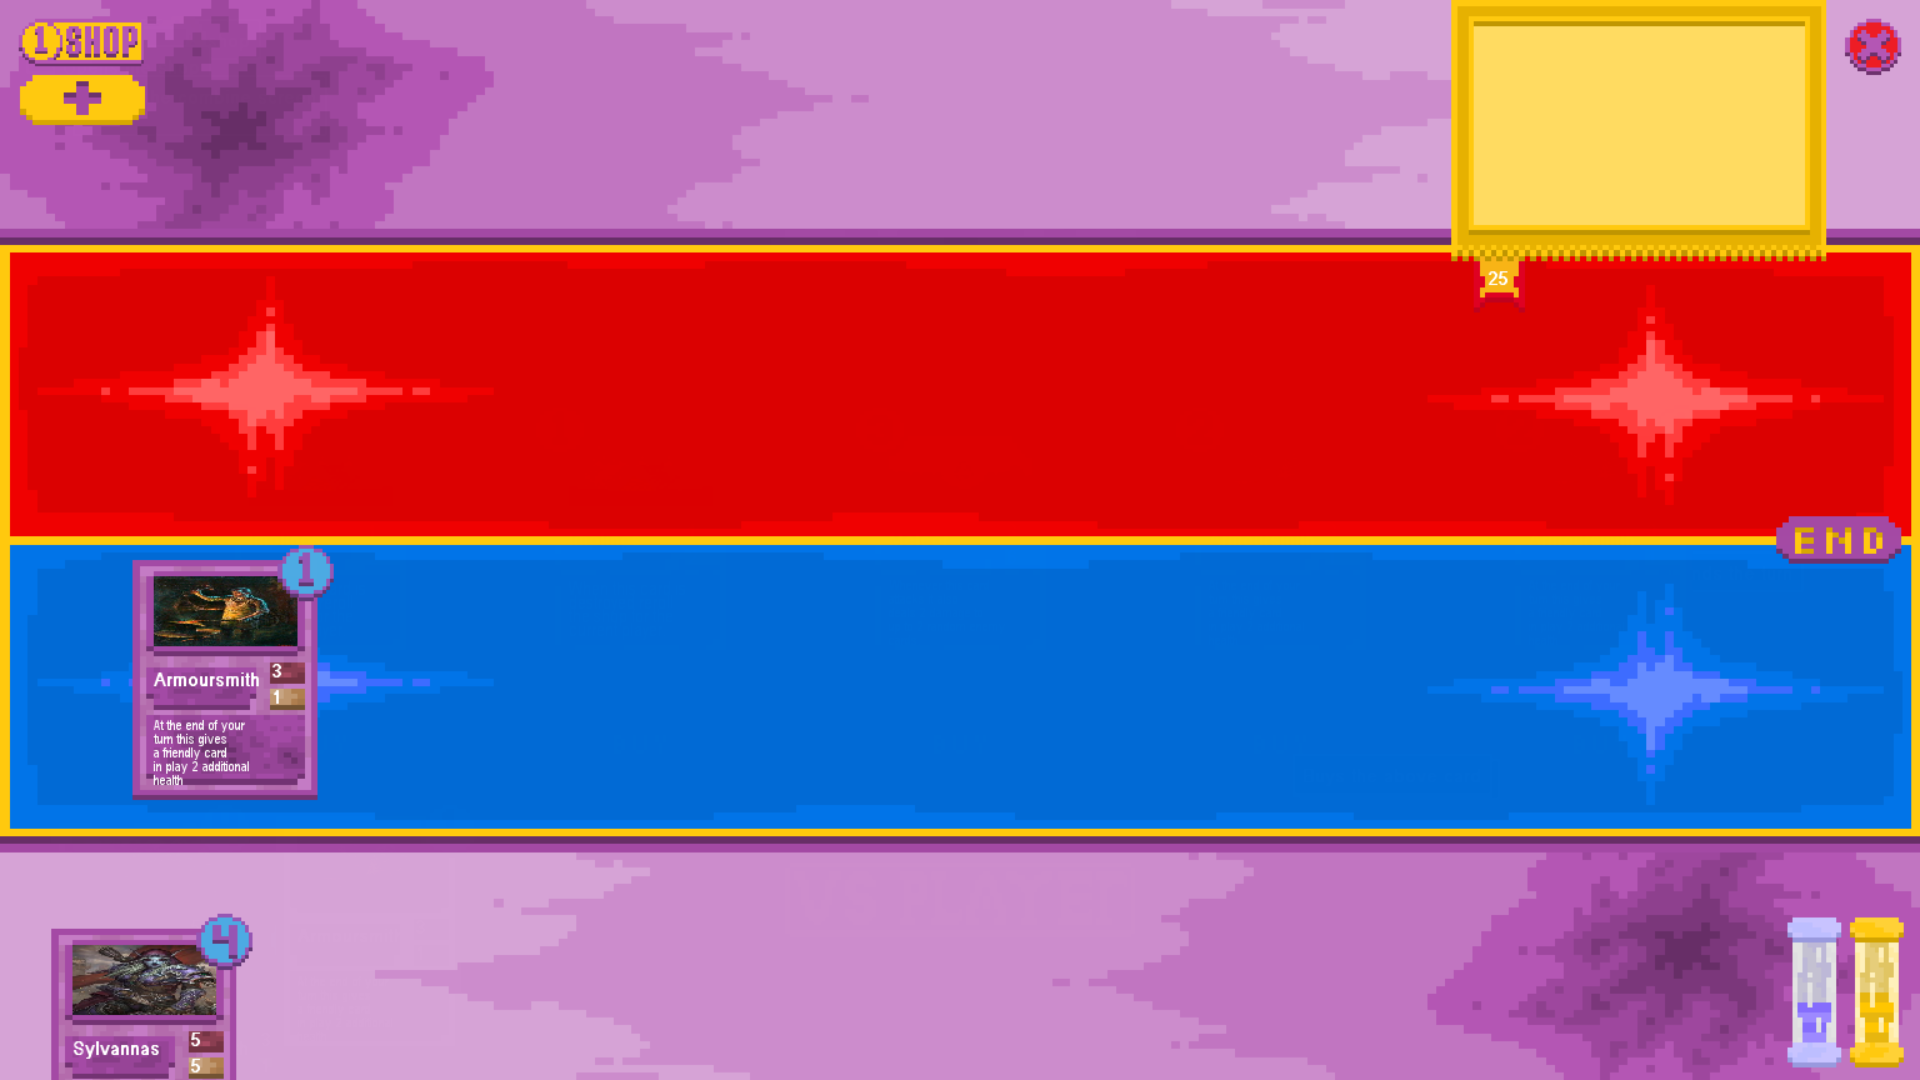 1 SHOP
25
END
1
Armoursmith
3
1
At the end of your
turn this gives
a friendly card
in play 2 additional
health
4
Sylvannas
5
5